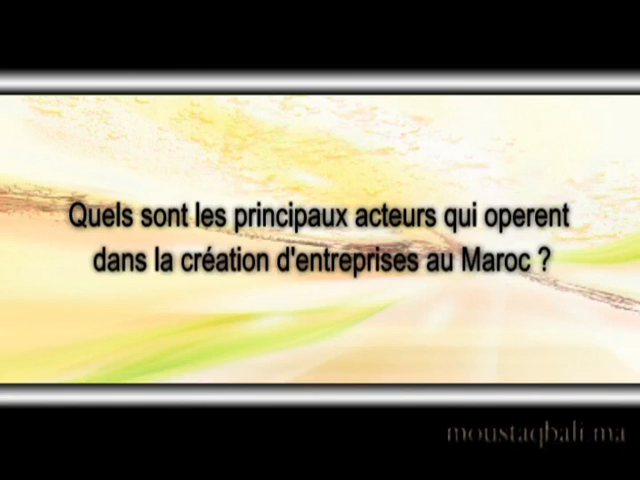 Quels sont les principaux acteurs qui operent
dans la création d'entreprises au Maroc ?
moustaqbali.ma